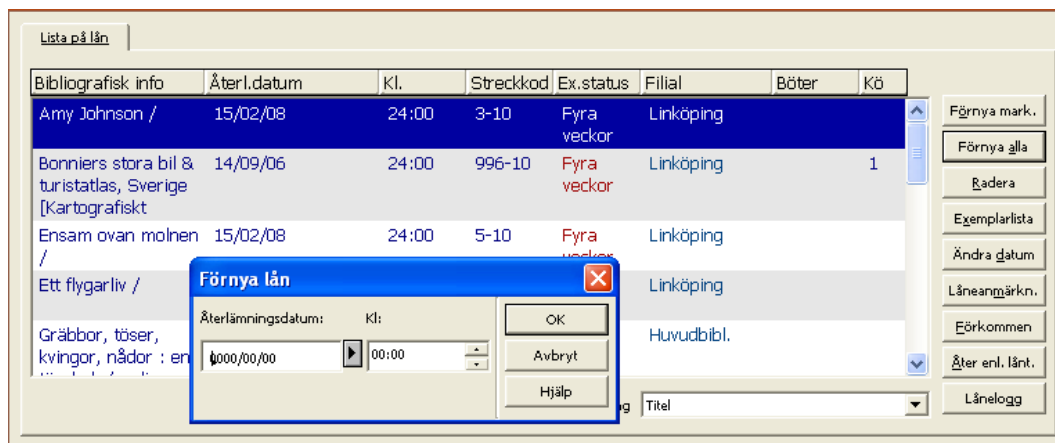 Lista på lån
Bibliografisk info Återl.datum Kl. Streckkod Ex.status Filial Böter Kö
Amy Johnson / 15/02/08 24:00 3-10 Fyra veckor Linköping
Bonniers stora bil & turistatlas, Sverige [Kartografiskt 14/09/06 24:00 996-10 Fyra veckor Linköping 1
Ensam ovan molnen / 15/02/08 24:00 5-10 Fyra Linköping
Ett flygarliv / Linköping
Gräbbor, töser, kvingor, nådor : en Huvudbibl.
Förnya mark.
Förnya alla
Radera
Exemplarlista
Ändra datum
Låneanmärkn.
Förkommen
Åter enl. lånt.
Lånelogg
Förnya lån
Återlämningsdatum: Kl:
0000/00/00 00:00
OK
Avbryt
Hjälp
Titel